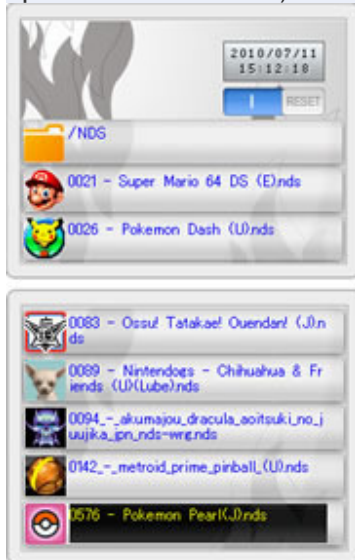 2010/07/11
15:12:18
I
RESET
/NDS
0021 - Super Mario 64 DS (E).nds
0026 - Pokemon Dash (U).nds
0083 - Ossu! Tatakae! Ouendan! (J).n
ds
0089 - Nintendogs - Chihuahua & Fr
iends (U)(Lube).nds
0094_-_akumajou_dracula_aoitsuki_no_j
uujika_jpn_nds-wrg.nds
0142_-_metroid_prime_pinball_(U).nds
0576 - Pokemon Pearl(J).nds